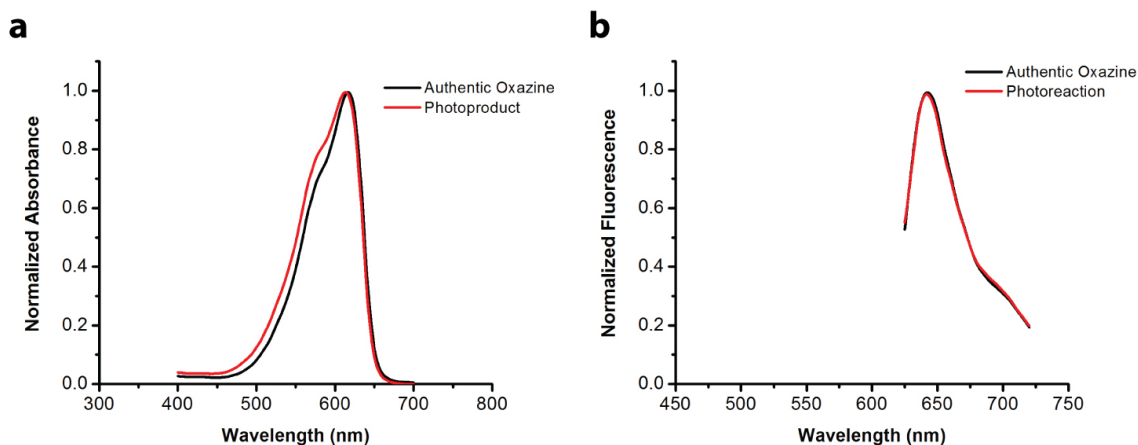 a
Normalized Absorbance
1.0
0.8
0.6
0.4
0.2
0.0
300 400 500 600 700 800
Wavelength (nm)
Authentic Oxazine
Photoproduct
b
Normalized Fluorescence
1.0
0.8
0.6
0.4
0.2
0.0
450 500 550 600 650 700 750
Wavelength (nm)
Authentic Oxazine
Photoreaction